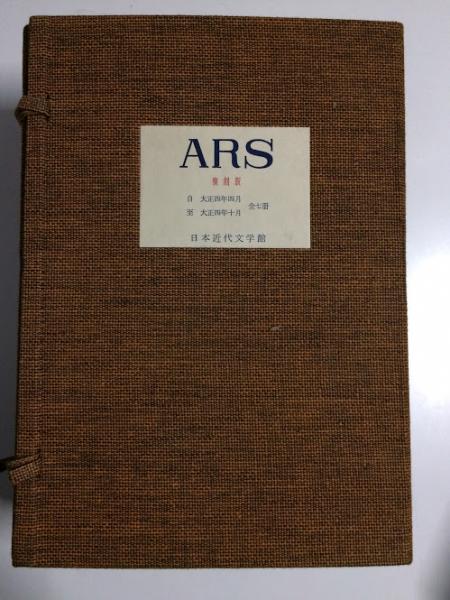 ARS
復刻版
自 大正四年四月
至 大正四年十月
全七冊
日本近代文学館